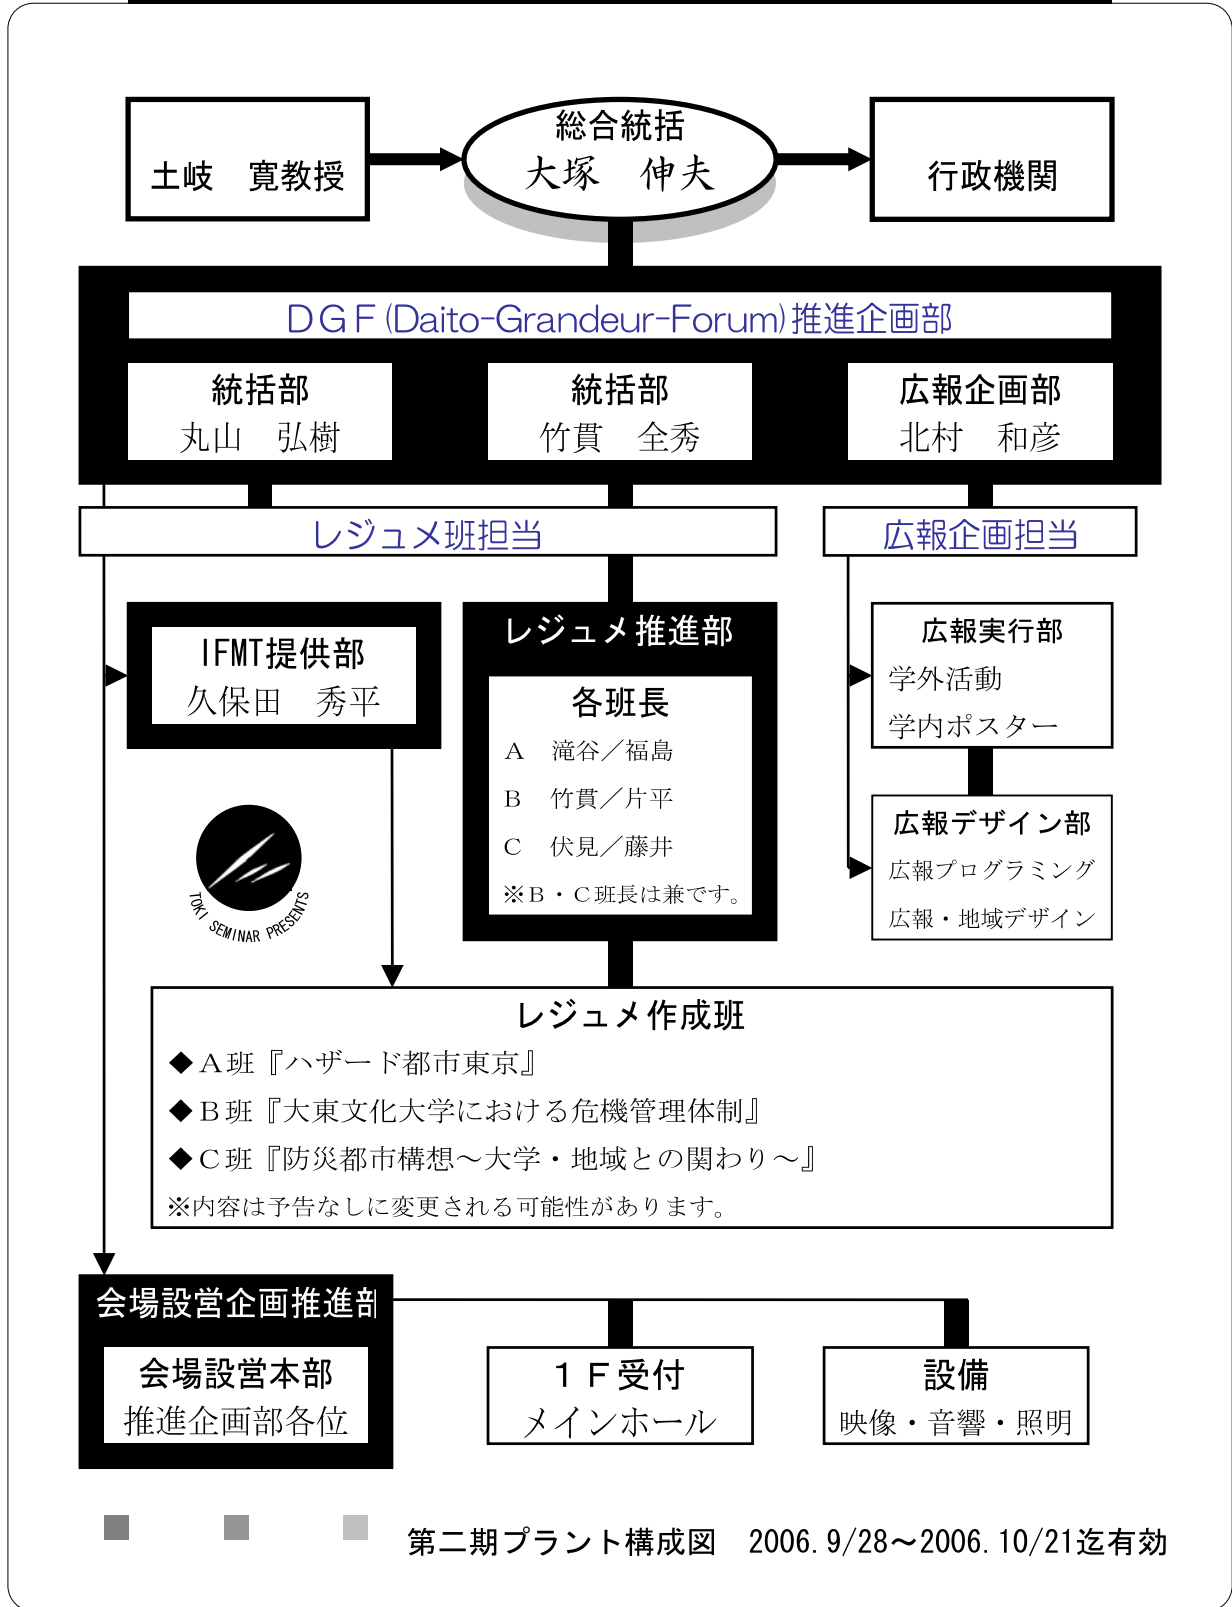 総合統括
土岐　寛教授
大塚　伸夫
行政機関
ＤＧＦ(Daito-Grandeur-Forum)推進企画部
統括部
丸山　弘樹
統括部
竹貫　全秀
広報企画部
北村　和彦
レジュメ班担当
広報企画担当
IFMT提供部
久保田　秀平
レジュメ推進部
各班長
Ａ　滝谷／福島
Ｂ　竹貫／片平
Ｃ　伏見／藤井
※Ｂ・Ｃ班長は兼です。
広報実行部
学外活動
学内ポスター
広報デザイン部
広報プログラミング
広報・地域デザイン
TOKI SEMINAR PRESENTS
レジュメ作成班
◆Ａ班『ハザード都市東京』
◆Ｂ班『大東文化大学における危機管理体制』
◆Ｃ班『防災都市構想～大学・地域との関わり～』
※内容は予告なしに変更される可能性があります。
会場設営企画推進部
会場設営本部
推進企画部各位
１Ｆ受付
メインホール
設備
映像・音響・照明
第二期プラント構成図　2006.9/28～2006.10/21迄有効